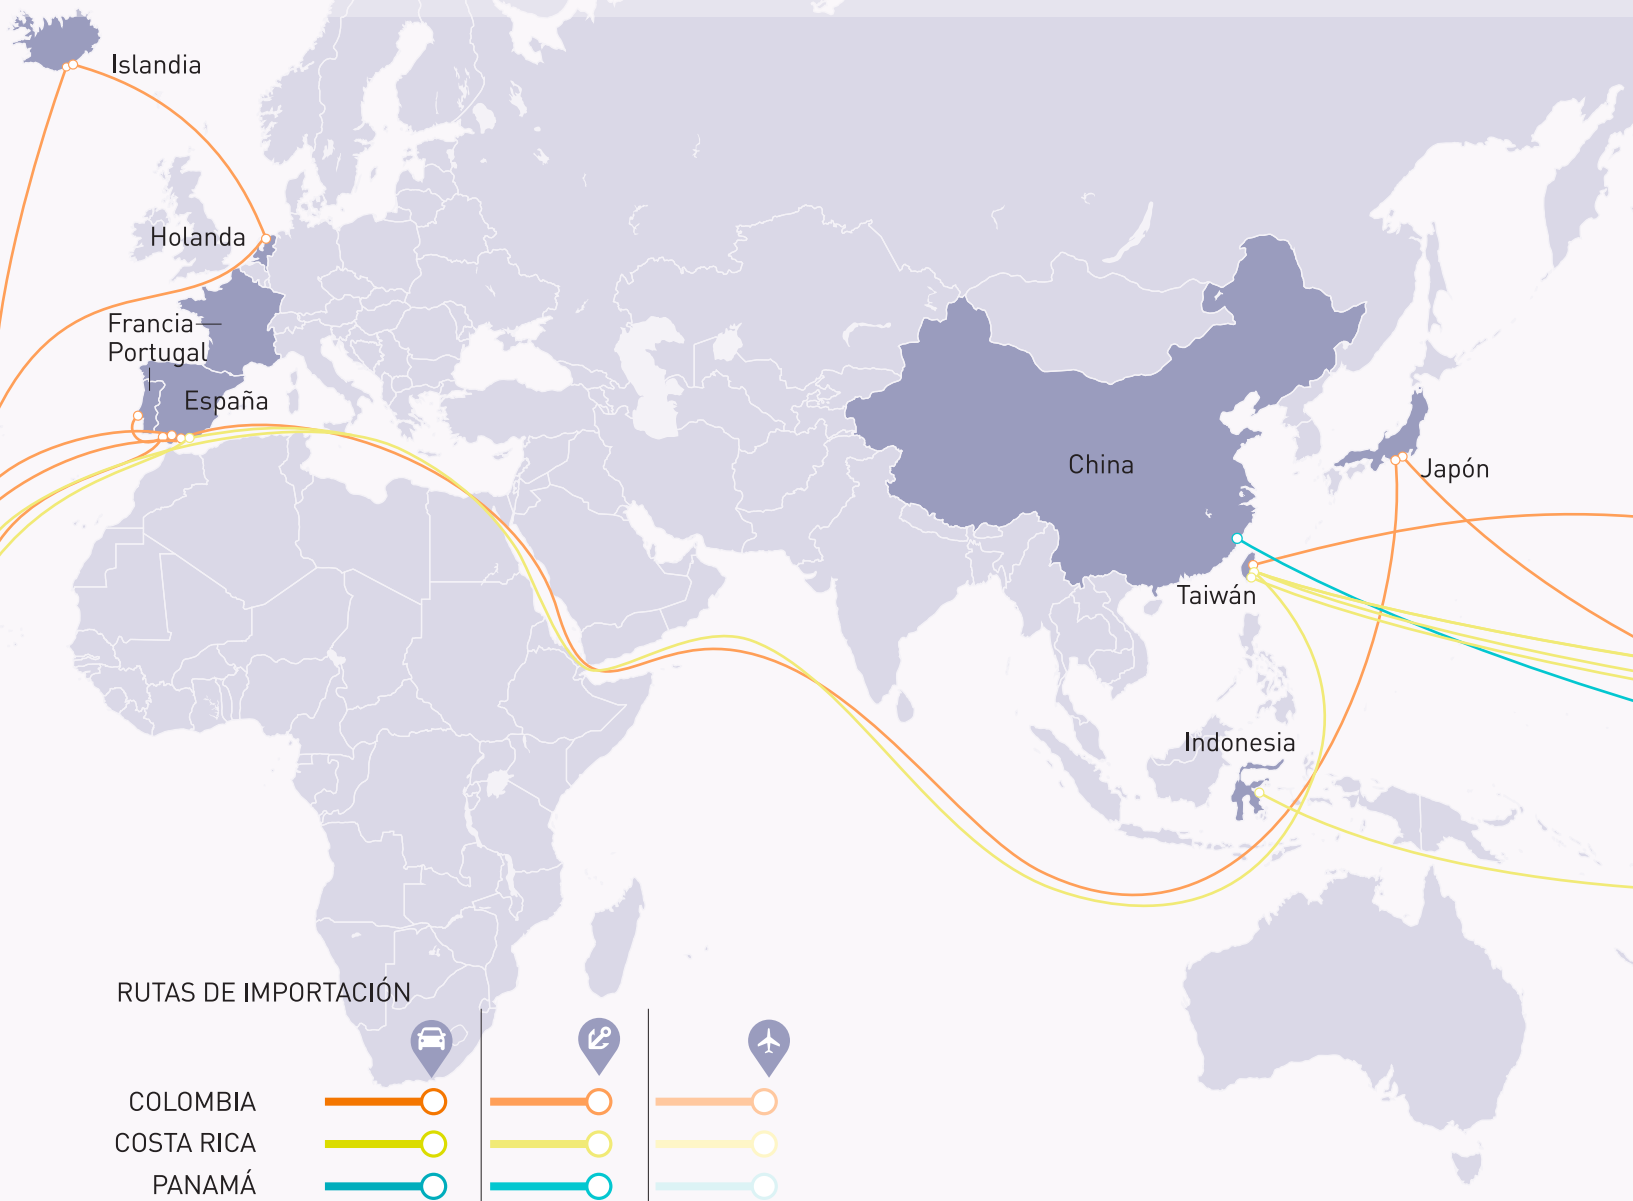 Islandia
Holanda
Francia
Portugal
España
China
Japón
Taiwán
Indonesia
RUTAS DE IMPORTACIÓN
COLOMBIA
COSTA RICA
PANAMÁ